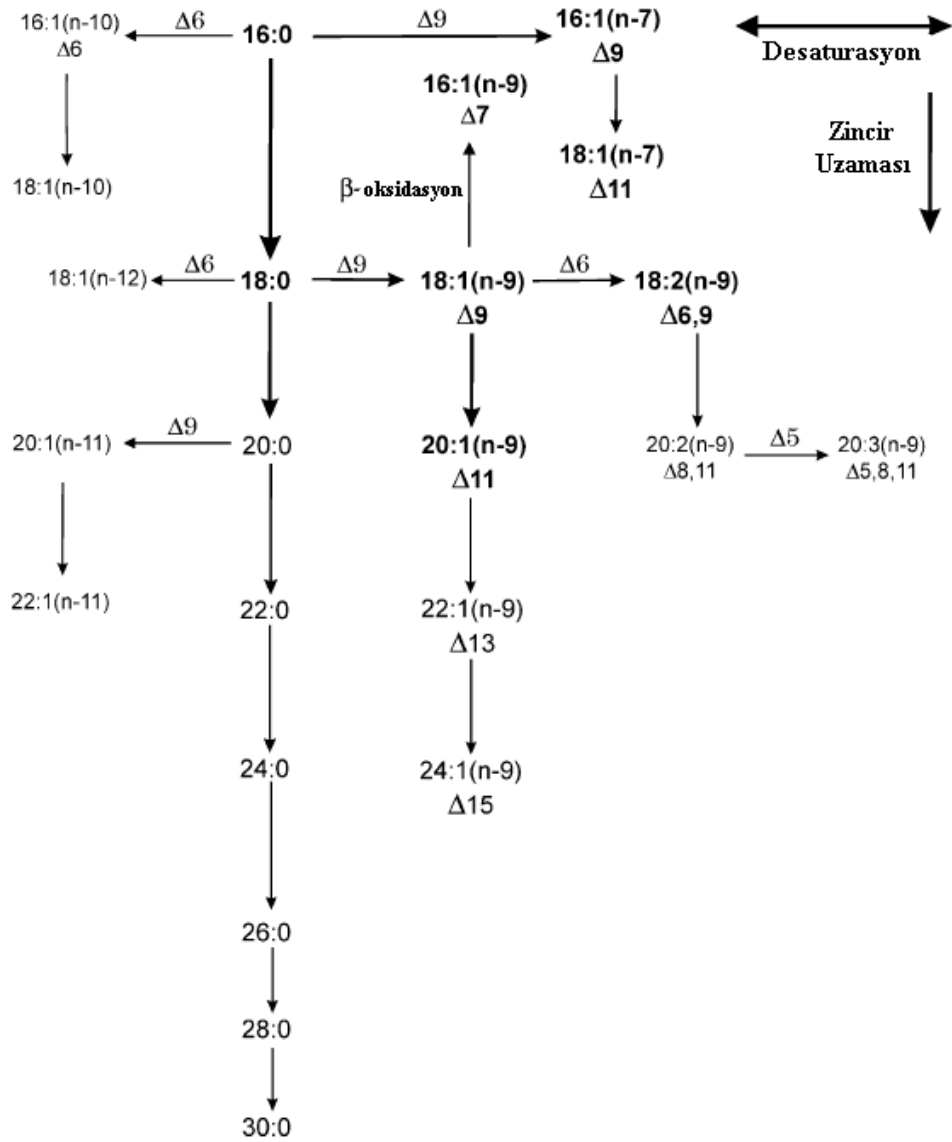 16:1(n-10) Δ6 16:0 Δ9 16:1(n-7)
Δ6 Δ9
Desaturasyon
16:1(n-9)
Δ7
Zincir
Uzaması
18:1(n-10) 18:1(n-7)
β-oksidasyon Δ11
18:1(n-12) Δ6 18:0 Δ9 18:1(n-9) Δ6 18:2(n-9)
Δ9 Δ6,9
20:1(n-11) Δ9 20:0 20:1(n-9) 20:2(n-9) Δ5 20:3(n-9)
Δ11 Δ8,11 Δ5,8,11
22:1(n-11) 22:0 22:1(n-9)
Δ13
24:0 24:1(n-9)
Δ15
26:0
28:0
30:0